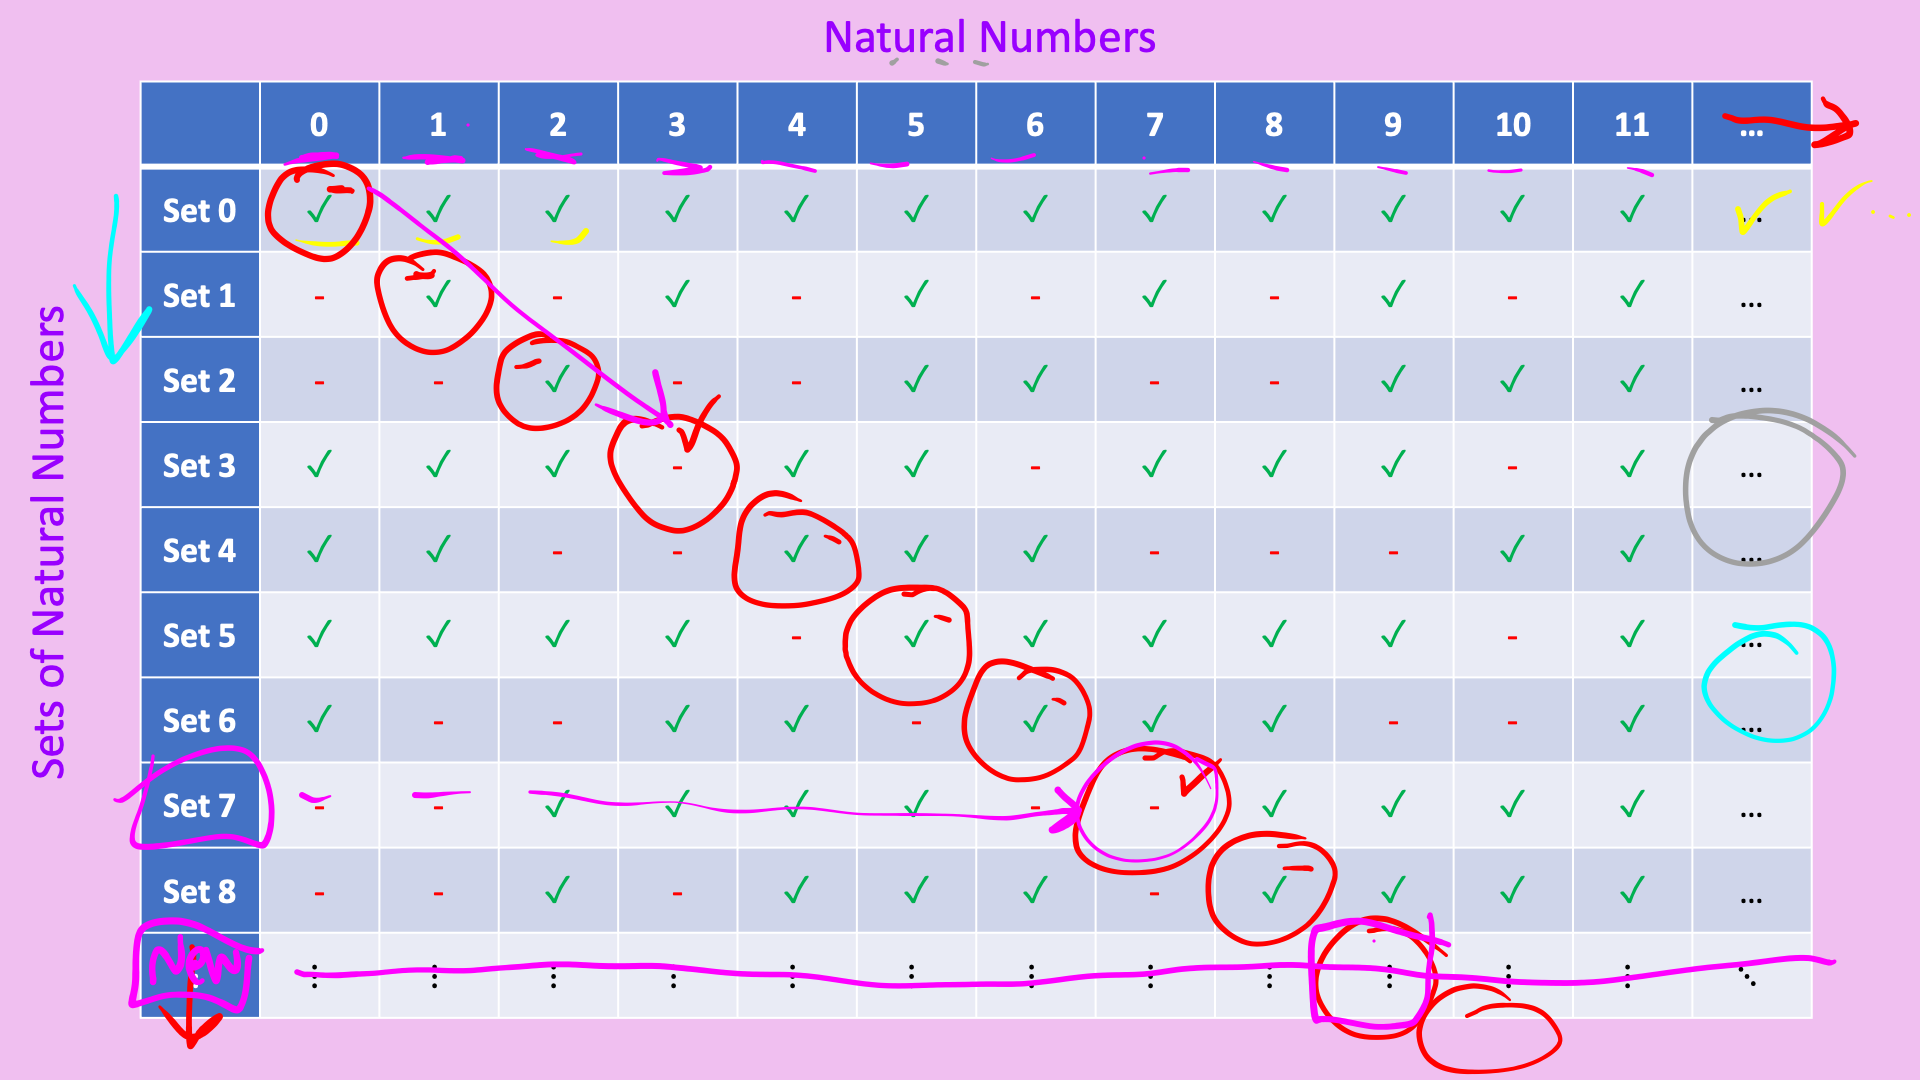 Natural Numbers
Sets of Natural Numbers
0 1 2 3 4 5 6 7 8 9 10 11 ...
Set 0 ✓ ✓ ✓ ✓ ✓ ✓ ✓ ✓ ✓ ✓ ✓ ✓ ...
Set 1 - ✓ - ✓ - ✓ - ✓ - ✓ - ✓ ...
Set 2 - - ✓ - - ✓ ✓ - - ✓ ✓ ✓ ...
Set 3 ✓ ✓ ✓ - ✓ ✓ - ✓ ✓ ✓ - ✓ ...
Set 4 ✓ ✓ - - ✓ ✓ ✓ - - - ✓ ✓ ...
Set 5 ✓ ✓ ✓ ✓ - ✓ ✓ ✓ ✓ ✓ - ✓ ...
Set 6 ✓ - - ✓ ✓ - ✓ ✓ ✓ - - ✓ ...
Set 7 - - ✓ ✓ ✓ ✓ - - ✓ ✓ ✓ ✓ ...
Set 8 - - ✓ - ✓ ✓ ✓ - ✓ ✓ ✓ ✓ ...